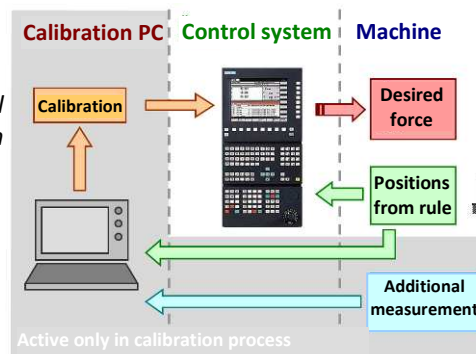 Calibration PC
Control system
Machine
Calibration
Desired
force
Positions
from rule
Additional
measurement
Active only in calibration process